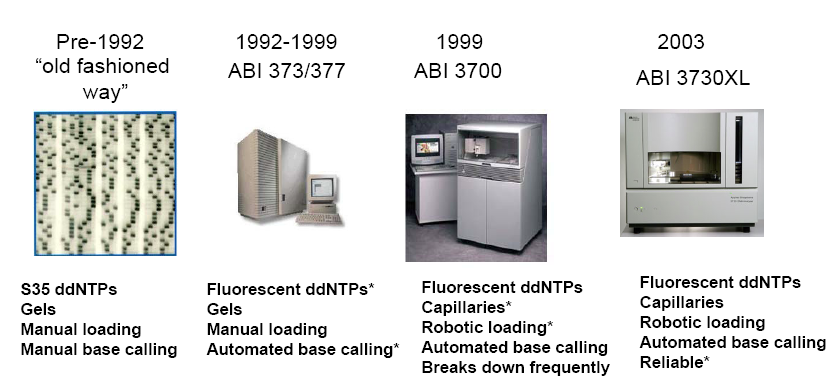 Pre-1992
“old fashioned
way”
S35 ddNTPs
Gels
Manual loading
Manual base calling
1992-1999
ABI 373/377
Fluorescent ddNTPs*
Gels
Manual loading
Automated base calling*
1999
ABI 3700
Fluorescent ddNTPs
Capillaries*
Robotic loading*
Automated base calling
Breaks down frequently
2003
ABI 3730XL
Fluorescent ddNTPs
Capillaries
Robotic loading
Automated base calling
Reliable*